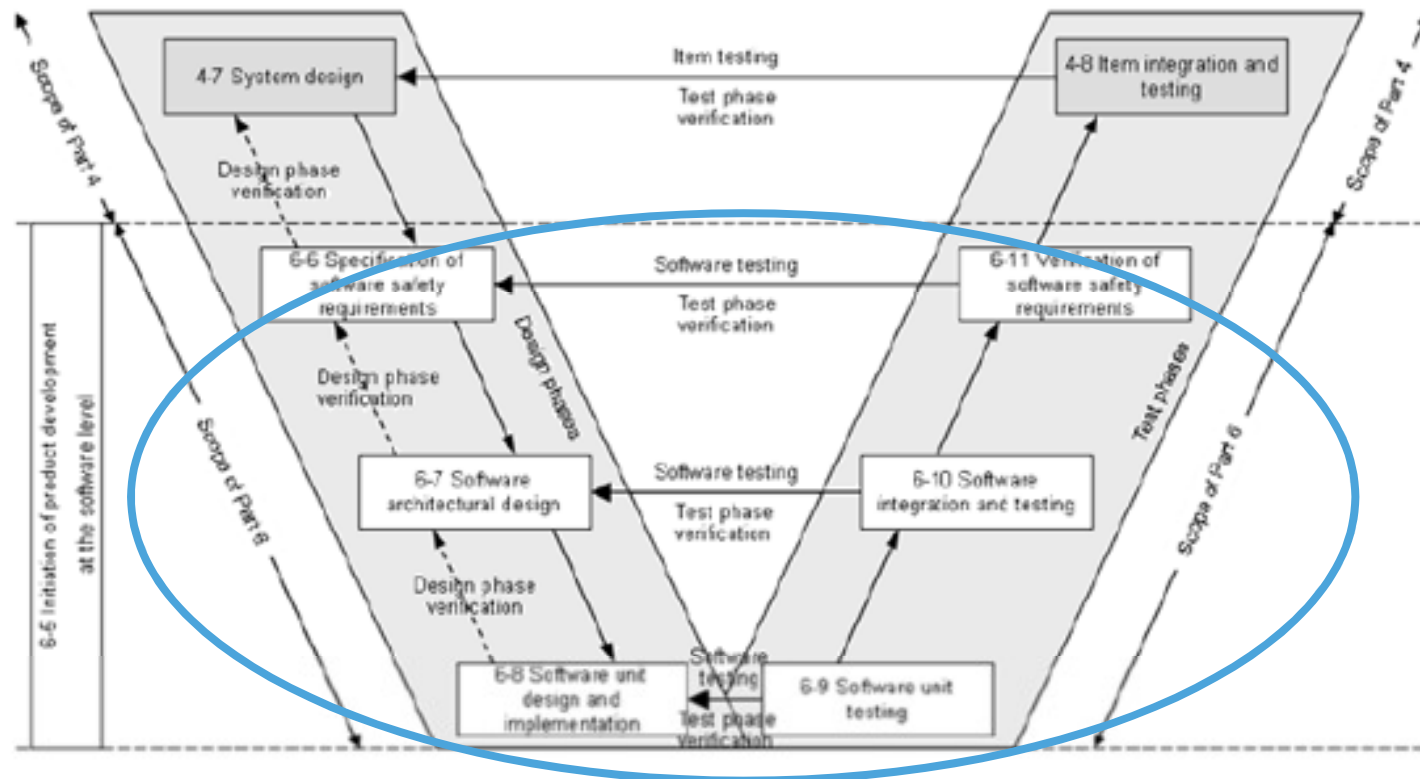 Scope of Part 4
4-7 System design
Item testing
Test phase
verification
4-8 Item integration and
testing
Scope of Part 4
Design phase
verification
6-6 Specification of
software safety
requirements
Software testing
Test phase
verification
6-11 Verification of
software safety
requirements
Design phases
Test phases
Design phase
verification
6-5 Initiation of product development
at the software level
Scope of Part 6
6-7 Software
architectural design
Software testing
Test phase
verification
6-10 Software
integration and testing
Scope of Part 6
Design phase
verification
6-8 Software unit
design and
implementation
Software
testing
Test phase
verification
6-9 Software unit
testing